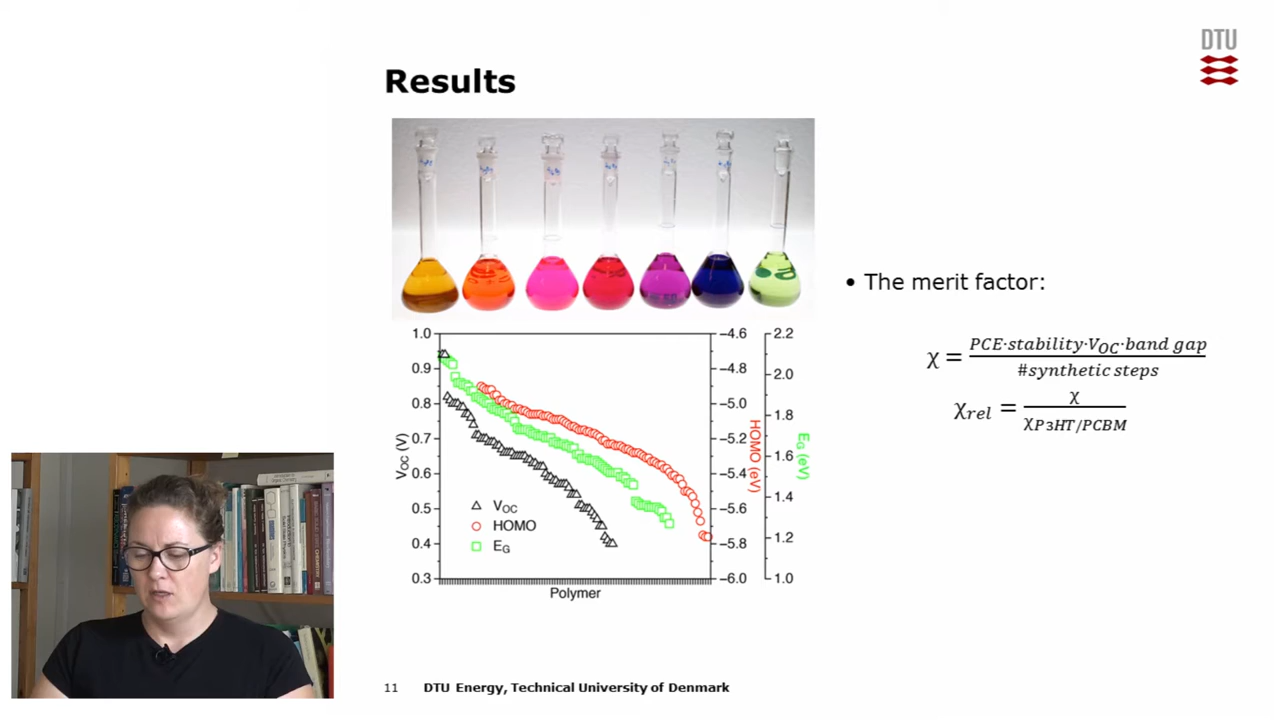 DTU
Results
• The merit factor:
χ = PCE·stability·V_OC·band gap / #synthetic steps
χ_rel = χ / χ_P3HT/PCBM
1.0 −4.6 2.2
0.9 −4.8 2.0
0.8 −5.0 1.8
0.7 −5.2 1.6
0.6 −5.4 1.4
0.5 −5.6 1.2
0.4 −5.8 1.0
0.3 −6.0
V_OC (V)
HOMO (eV)
E_G (eV)
V_OC
HOMO
E_G
Polymer
CHEMISTRY
11 DTU Energy, Technical University of Denmark